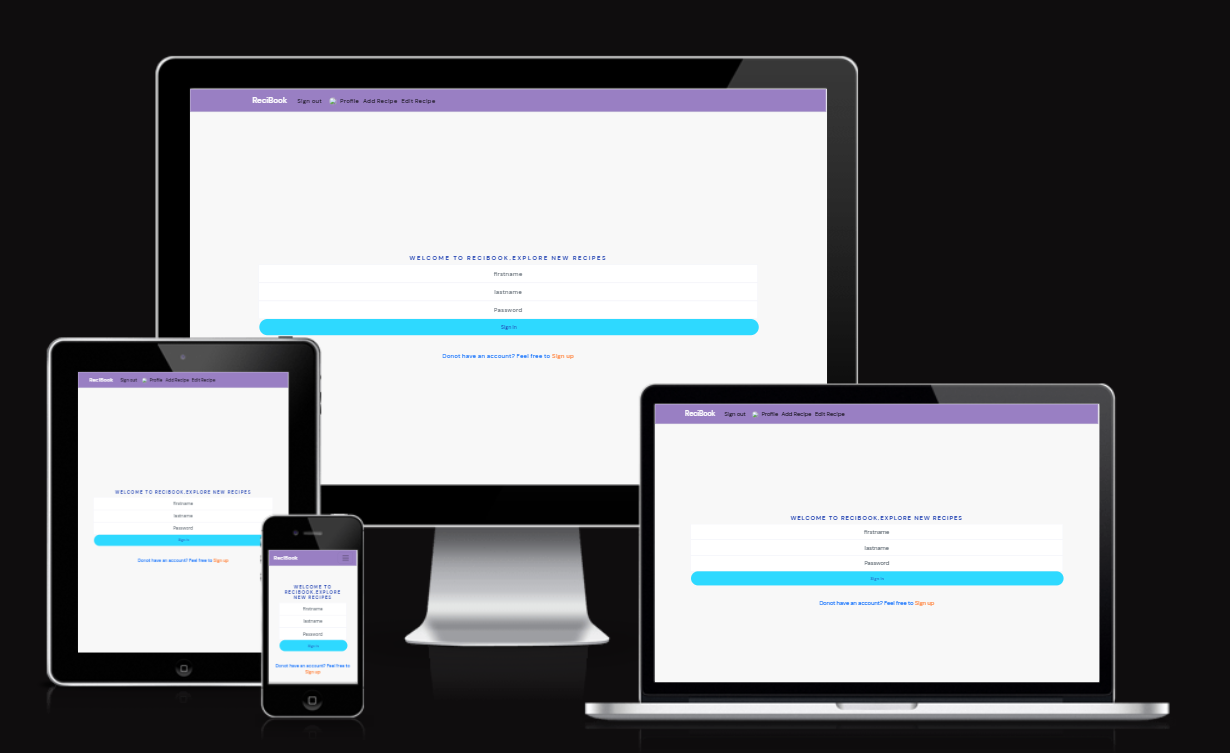 ReciBook Sign out Profile Add Recipe Edit Recipe
WELCOME TO RECIBOOK.EXPLORE NEW RECIPES
firstname
lastname
Password
Sign In
Donot have an account? Feel free to Sign up
ReciBook Sign out Profile Add Recipe Edit Recipe
WELCOME TO RECIBOOK.EXPLORE NEW RECIPES
firstname
lastname
Password
Sign In
Donot have an account? Feel free to Sign up
ReciBook
WELCOME TO
RECIBOOK.EXPLORE
NEW RECIPES
firstname
lastname
Password
Sign In
Donot have an account? Feel free to
Sign up
ReciBook Sign out Profile Add Recipe Edit Recipe
WELCOME TO RECIBOOK.EXPLORE NEW RECIPES
firstname
lastname
Password
Sign In
Donot have an account? Feel free to Sign up